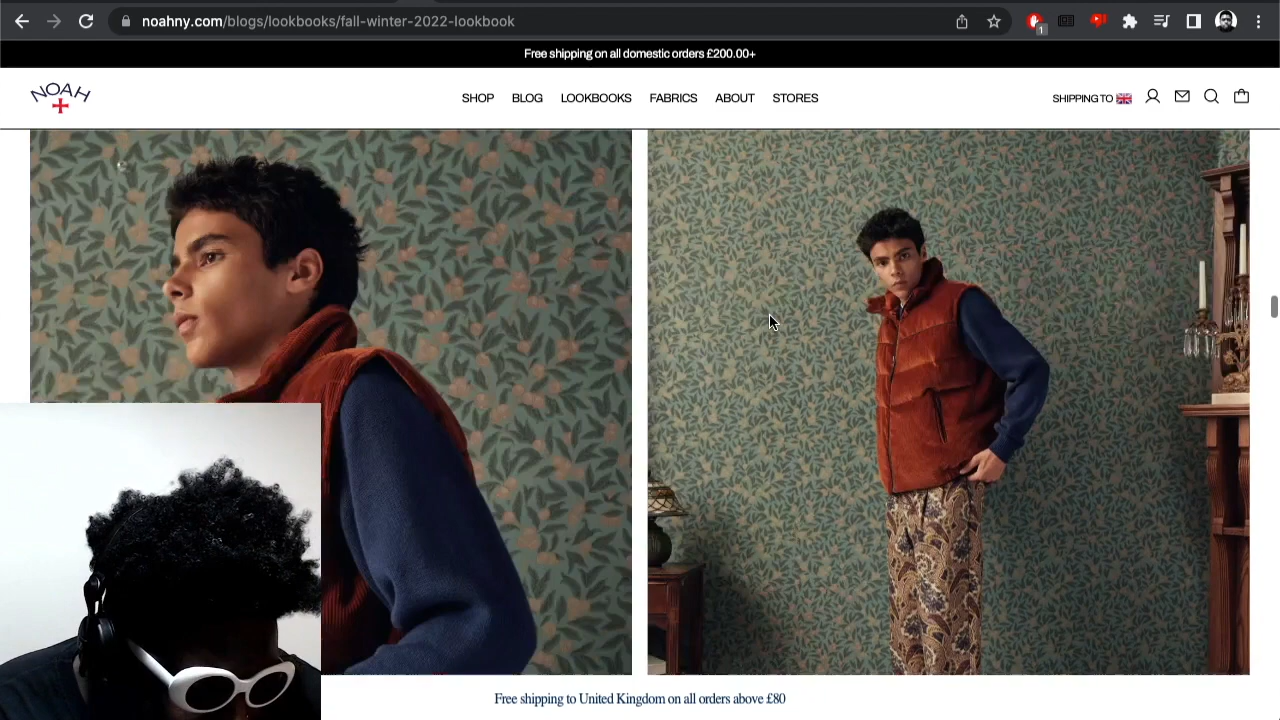 noahny.com/blogs/lookbooks/fall-winter-2022-lookbook
1
Free shipping on all domestic orders £200.00+
NOAH
SHOP BLOG LOOKBOOKS FABRICS ABOUT STORES
SHIPPING TO
Free shipping to United Kingdom on all orders above £80